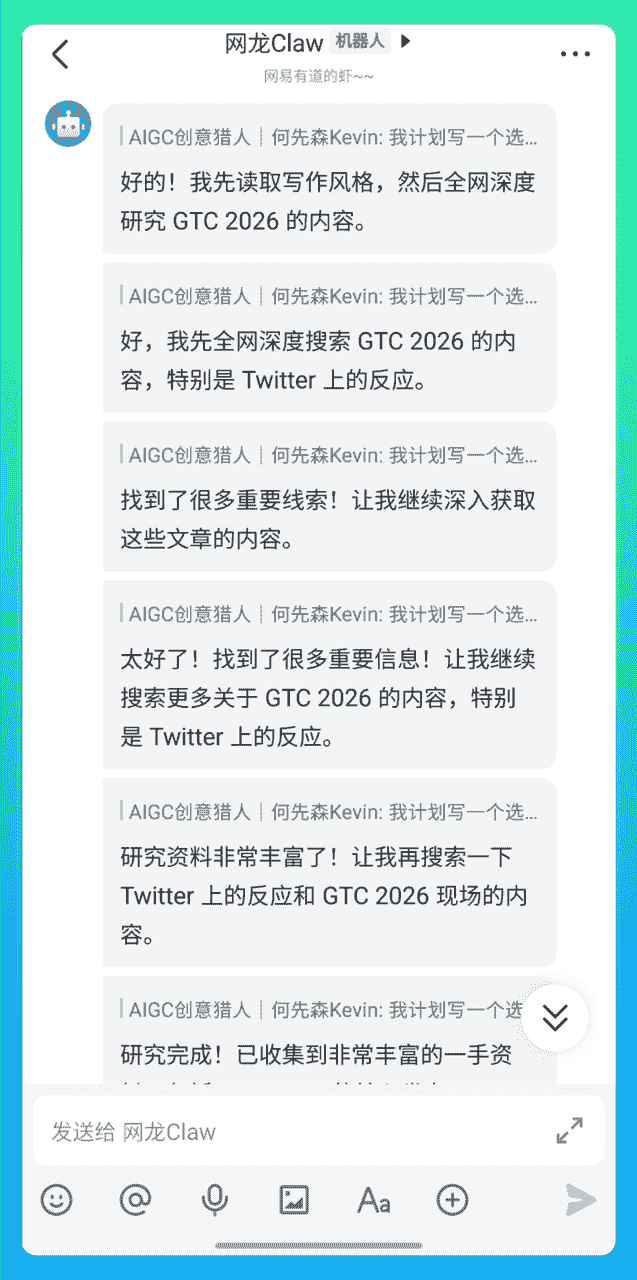 网龙Claw 机器人
网易有道的虾~~
AIGC创意猎人｜何先森Kevin: 我计划写一个选...
好的！我先读取写作风格，然后全网深度
研究 GTC 2026 的内容。
AIGC创意猎人｜何先森Kevin: 我计划写一个选...
好，我先全网深度搜索 GTC 2026 的内
容，特别是 Twitter 上的反应。
AIGC创意猎人｜何先森Kevin: 我计划写一个选...
找到了很多重要线索！让我继续深入获取
这些文章的内容。
AIGC创意猎人｜何先森Kevin: 我计划写一个选...
太好了！找到了很多重要信息！让我继续
搜索更多关于 GTC 2026 的内容，特别
是 Twitter 上的反应。
AIGC创意猎人｜何先森Kevin: 我计划写一个选...
研究资料非常丰富了！让我再搜索一下
Twitter 上的反应和 GTC 2026 现场的内
容。
AIGC创意猎人｜何先森Kevin: 我计划写一个选
研究完成！已收集到非常丰富的一手资
发送给 网龙Claw
Aa